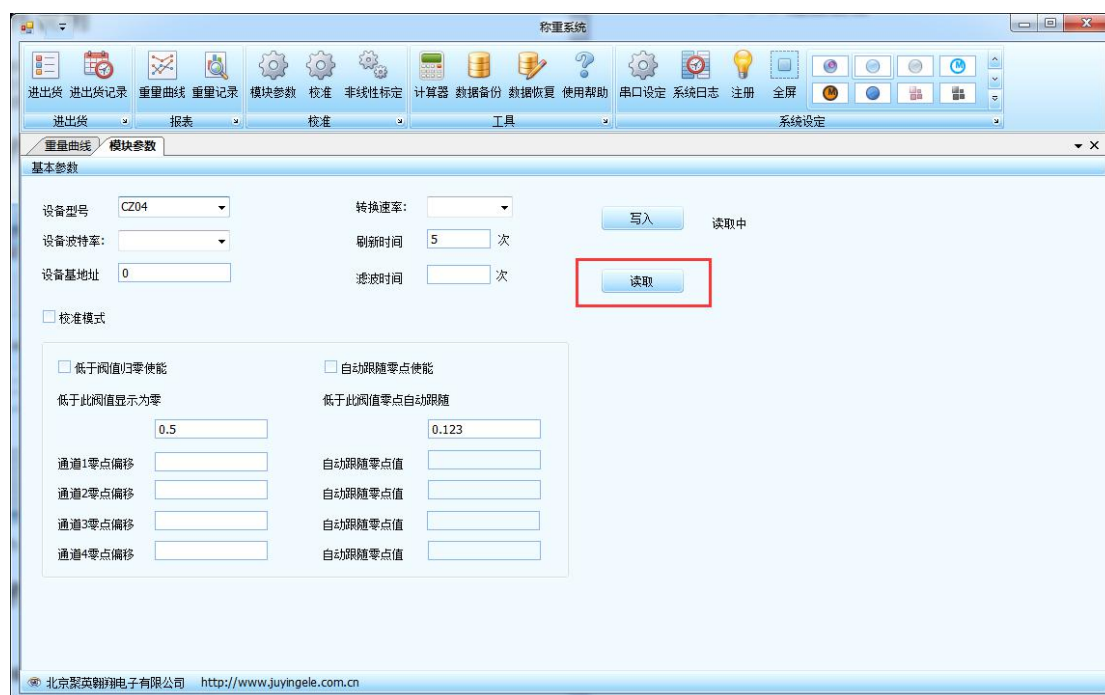 称重系统
进出货 进出货记录 重量曲线 重量记录 模块参数 校准 非线性标定 计算器 数据备份 数据恢复 使用帮助 串口设定 系统日志 注册 全屏
进出货 报表 校准 工具 系统设定
重量曲线 模块参数
基本参数
设备型号 CZ04 转换速率: 写入 读取中
设备波特率: 刷新时间 5 次
设备基地址 0 滤波时间 次 读取
校准模式
低于阀值归零使能 自动跟随零点使能
低于此阀值显示为零 低于此阀值零点自动跟随
0.5 0.123
通道1零点偏移 自动跟随零点值
通道2零点偏移 自动跟随零点值
通道3零点偏移 自动跟随零点值
通道4零点偏移 自动跟随零点值
北京聚英翱翔电子有限公司 http://www.juyingele.com.cn